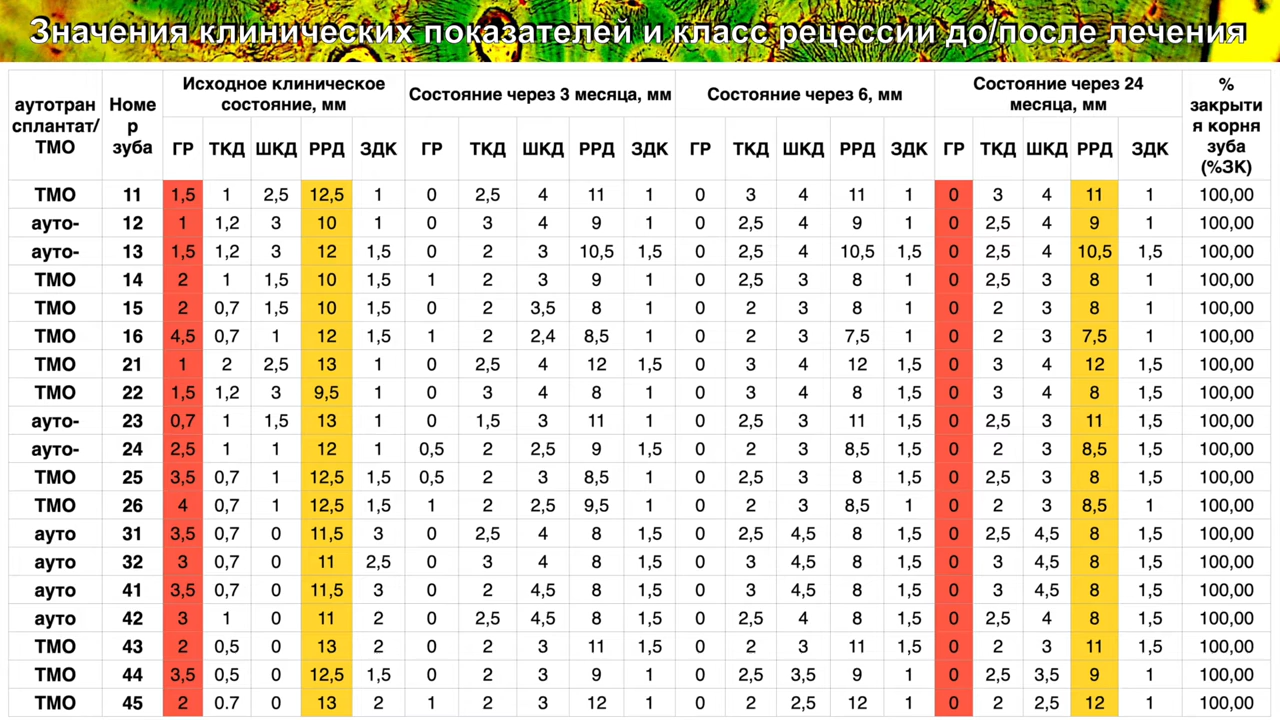 Значения клинических показателей и класс рецессии до/после лечения
аутотран
сплантат/
ТМО
Номе
р
зуба
Исходное клиническое
состояние, мм
Состояние через 3 месяца, мм
Состояние через 6, мм
Состояние через 24
месяца, мм
%
закрыти
я корня
зуба
(%ЗК)
ГР ТКД ШКД РРД ЗДК ГР ТКД ШКД РРД ЗДК ГР ТКД ШКД РРД ЗДК ГР ТКД ШКД РРД ЗДК
ТМО 11 1,5 1 2,5 12,5 1 0 2,5 4 11 1 0 3 4 11 1 0 3 4 11 1 100,00
ауто- 12 1 1,2 3 10 1 0 3 4 9 1 0 2,5 4 9 1 0 2,5 4 9 1 100,00
ауто- 13 1,5 1,2 3 12 1,5 0 2 3 10,5 1,5 0 2,5 4 10,5 1,5 0 2,5 4 10,5 1,5 100,00
ТМО 14 2 1 1,5 10 1,5 1 2 3 9 1 0 2,5 3 8 1 0 2,5 3 8 1 100,00
ТМО 15 2 0,7 1,5 10 1,5 0 2 3,5 8 1 0 2 3 8 1 0 2 3 8 1 100,00
ТМО 16 4,5 0,7 1 12 1,5 1 2 2,4 8,5 1 0 2 3 7,5 1 0 2 3 7,5 1 100,00
ТМО 21 1 2 2,5 13 1 0 2,5 4 12 1,5 0 3 4 12 1,5 0 3 4 12 1,5 100,00
ТМО 22 1,5 1,2 3 9,5 1 0 3 4 8 1 0 3 4 8 1,5 0 3 4 8 1,5 100,00
ауто- 23 0,7 1 1,5 13 1 0 1,5 3 11 1 0 2,5 3 11 1,5 0 2,5 3 11 1,5 100,00
ауто- 24 2,5 1 1 12 1 0,5 2 2,5 9 1,5 0 2 3 8,5 1,5 0 2 3 8,5 1,5 100,00
ТМО 25 3,5 0,7 1 12,5 1,5 0,5 2 3 8,5 1 0 2,5 3 8 1,5 0 2,5 3 8 1,5 100,00
ТМО 26 4 0,7 1 12,5 1,5 1 2 2,5 9,5 1 0 2 3 8,5 1 0 2 3 8,5 1 100,00
ауто 31 3,5 0,7 0 11,5 3 0 2,5 4 8 1,5 0 2,5 4,5 8 1,5 0 2,5 4,5 8 1,5 100,00
ауто 32 3 0,7 0 11 2,5 0 3 4 8 1,5 0 3 4,5 8 1,5 0 3 4,5 8 1,5 100,00
ауто 41 3,5 0,7 0 11,5 3 0 2 4,5 8 1,5 0 3 4,5 8 1,5 0 3 4,5 8 1,5 100,00
ауто 42 3 1 0 11 2 0 2,5 4,5 8 1,5 0 2,5 4 8 1,5 0 2,5 4 8 1,5 100,00
ТМО 43 2 0,5 0 13 2 0 2 3 11 1,5 0 2 3 11 1,5 0 2 3 11 1,5 100,00
ТМО 44 3,5 0,5 0 12,5 1,5 0 2 3 9 1 0 2,5 3,5 9 1 0 2,5 3,5 9 1 100,00
ТМО 45 2 0.7 0 13 2 1 2 3 12 1 0 2 2,5 12 1 0 2 2,5 12 1 100,00